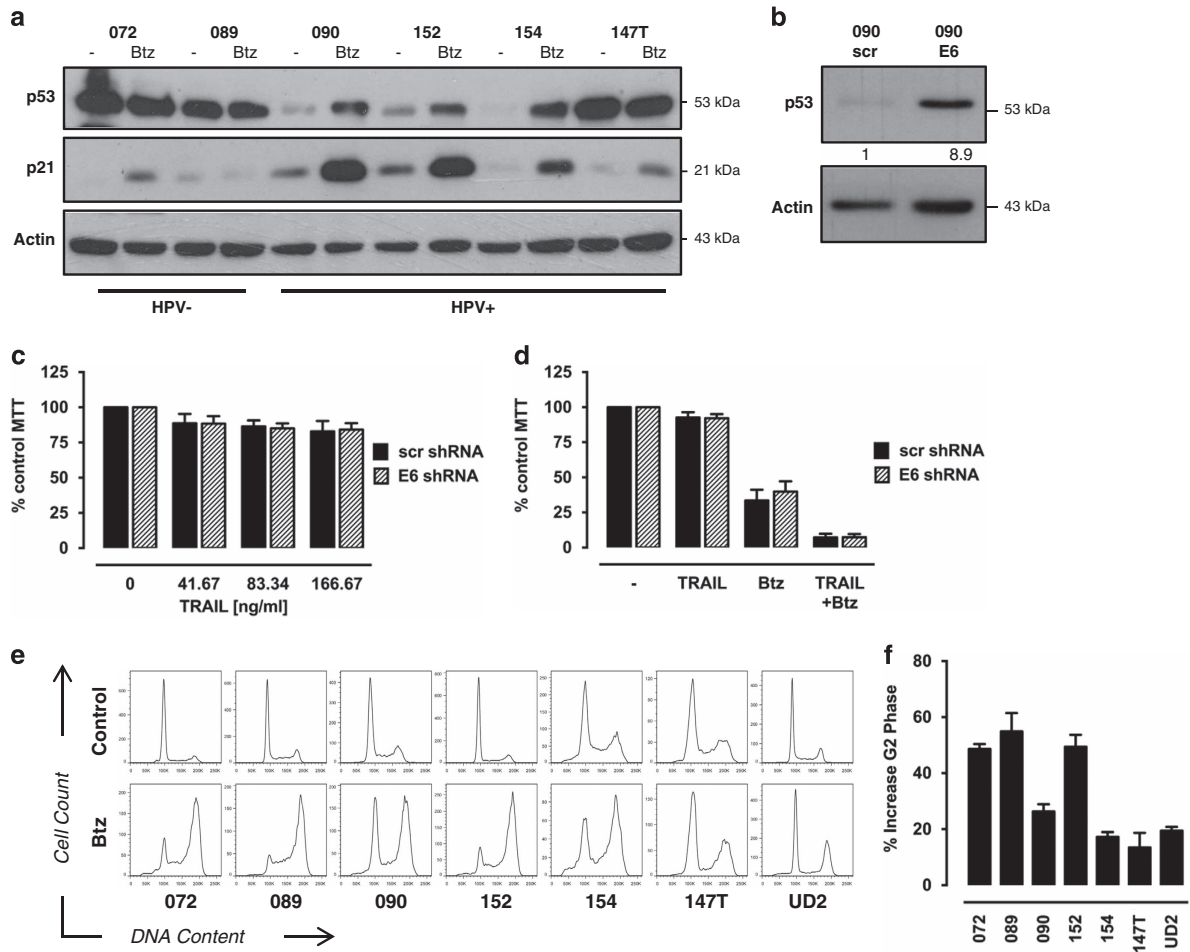 a
072 089 090 152 154 147T
- Btz - Btz - Btz - Btz - Btz - Btz
p53
53 kDa
p21
21 kDa
Actin
43 kDa
HPV-
HPV+
b
090 090
scr E6
p53
53 kDa
1 8.9
Actin
43 kDa
c
125
100
75
50
25
0
% control MTT
scr shRNA
E6 shRNA
0 41.67 83.34 166.67
TRAIL [ng/ml]
d
125
100
75
50
25
0
% control MTT
scr shRNA
E6 shRNA
- TRAIL Btz TRAIL
+Btz
e
Cell Count
Control
Btz
072 089 090 152 154 147T UD2
DNA Content
f
80
60
40
20
0
% Increase G2 Phase
072 089 090 152 154 147T UD2